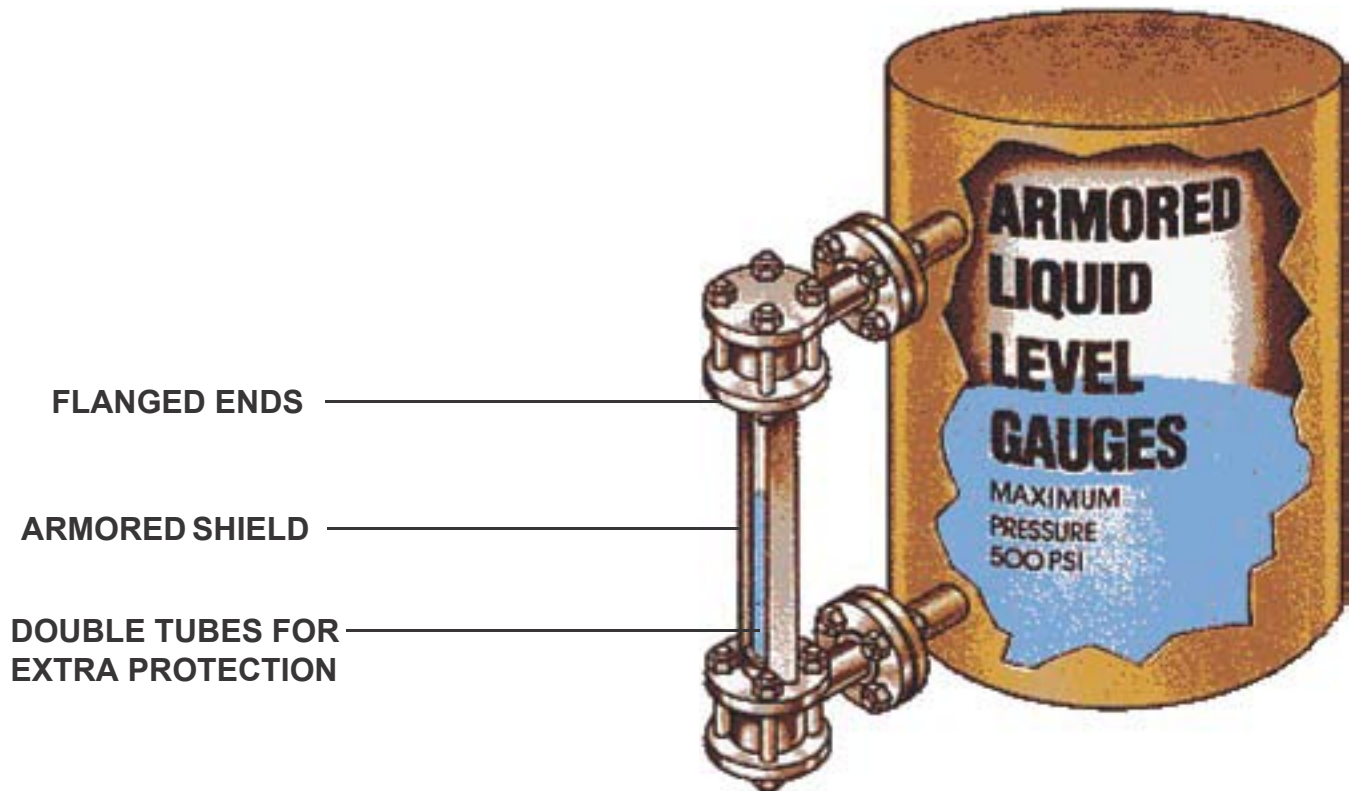 ARMORED
LIQUID
LEVEL
GAUGES
MAXIMUM
PRESSURE
500 PSI
FLANGED ENDS
ARMORED SHIELD
DOUBLE TUBES FOR
EXTRA PROTECTION